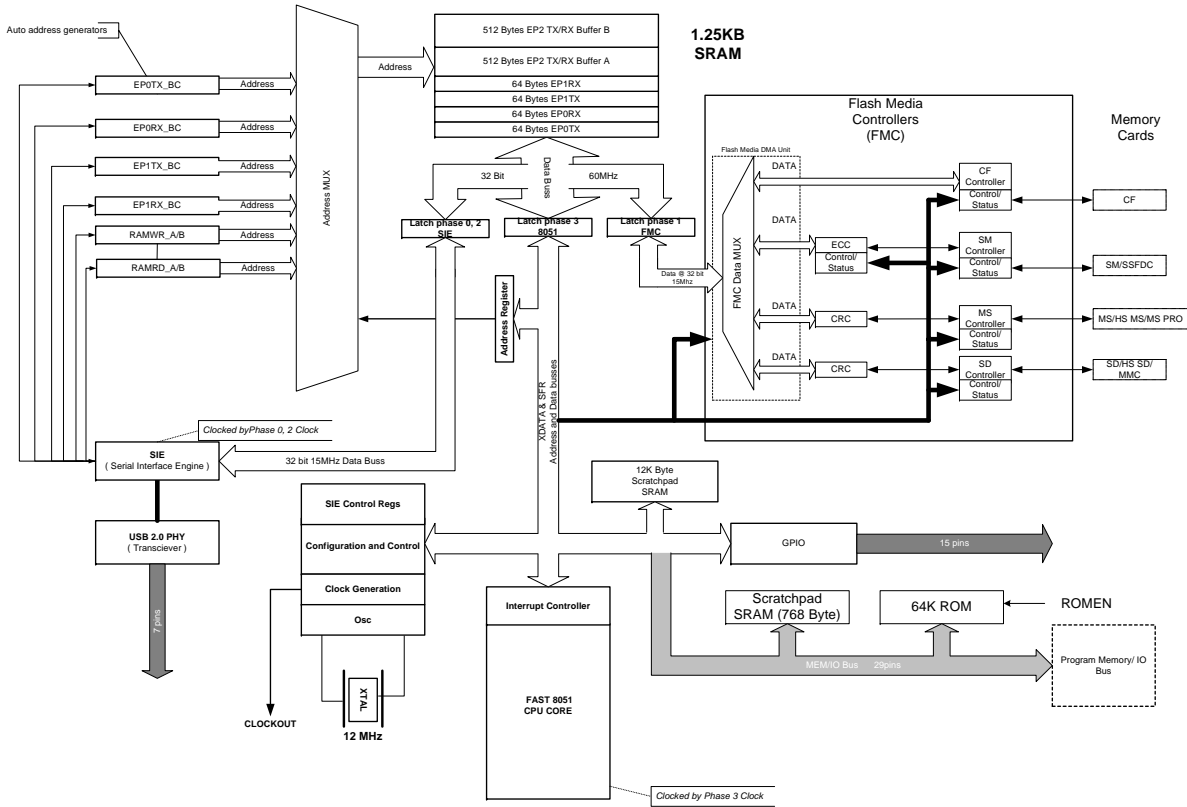 Auto address generators
EP0TX_BC
Address
EP0RX_BC
Address
EP1TX_BC
Address
EP1RX_BC
Address
RAMWR_A/B
Address
RAMRD_A/B
Address
Address MUX
Address
512 Bytes EP2 TX/RX Buffer B
512 Bytes EP2 TX/RX Buffer A
64 Bytes EP1RX
64 Bytes EP1TX
64 Bytes EP0RX
64 Bytes EP0TX
1.25KB
SRAM
32 Bit
Data Buss
60MHz
Latch phase 0, 2
SIE
Latch phase 3
8051
Latch phase 1
FMC
Data @ 32 bit
15Mhz
Address Register
Flash Media
Controllers
(FMC)
Flash Media DMA Unit
FMC Data MUX
DATA
DATA
DATA
DATA
ECC
Control/
Status
CRC
CRC
CF
Controller
Control/
Status
SM
Controller
Control/
Status
MS
Controller
Control/
Status
SD
Controller
Control/
Status
Memory
Cards
CF
SM/SSFDC
MS/HS MS/MS PRO
SD/HS SD/
MMC
XDATA & SFR
Address and Data busses
Clocked byPhase 0, 2 Clock
SIE
( Serial Interface Engine )
32 bit 15MHz Data Buss
USB 2.0 PHY
( Transciever )
7 pins
SIE Control Regs
Configuration and Control
Clock Generation
Osc
XTAL
12 MHz
CLOCKOUT
12K Byte
Scratchpad
SRAM
GPIO
15 pins
Interrupt Controller
FAST 8051
CPU CORE
Clocked by Phase 3 Clock
Scratchpad
SRAM (768 Byte)
64K ROM
ROMEN
MEM/IO Bus 29pins
Program Memory/ IO
Bus